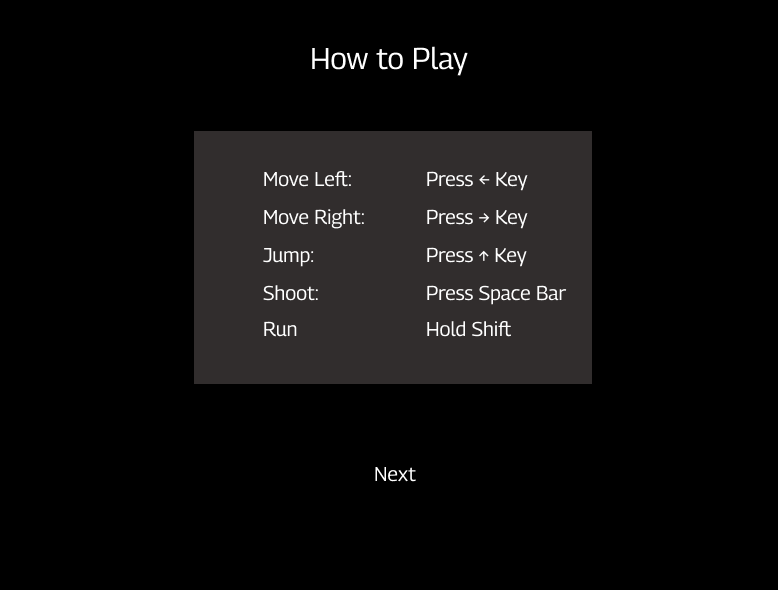 How to Play
Move Left: Press ← Key
Move Right: Press → Key
Jump: Press ↑ Key
Shoot: Press Space Bar
Run Hold Shift
Next